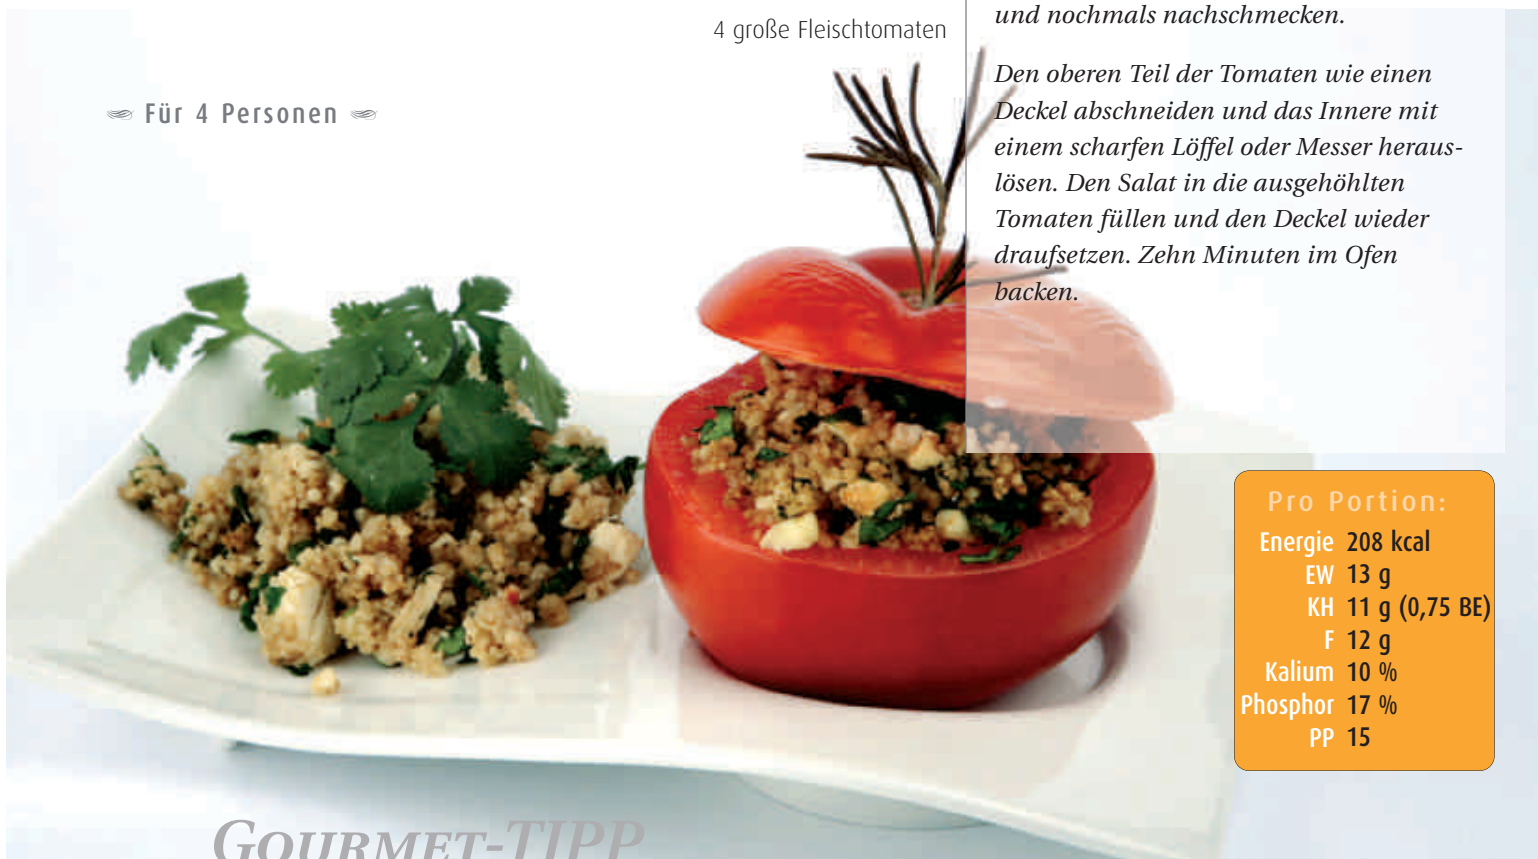 4 große Fleischtomaten
Für 4 Personen
und nochmals nachschmecken.
Den oberen Teil der Tomaten wie einen
Deckel abschneiden und das Innere mit
einem scharfen Löffel oder Messer heraus-
lösen. Den Salat in die ausgehöhlten
Tomaten füllen und den Deckel wieder
draufsetzen. Zehn Minuten im Ofen
backen.
Pro Portion:
Energie 208 kcal
EW 13 g
KH 11 g (0,75 BE)
F 12 g
Kalium 10 %
Phosphor 17 %
PP 15
GOURMET-TIPP